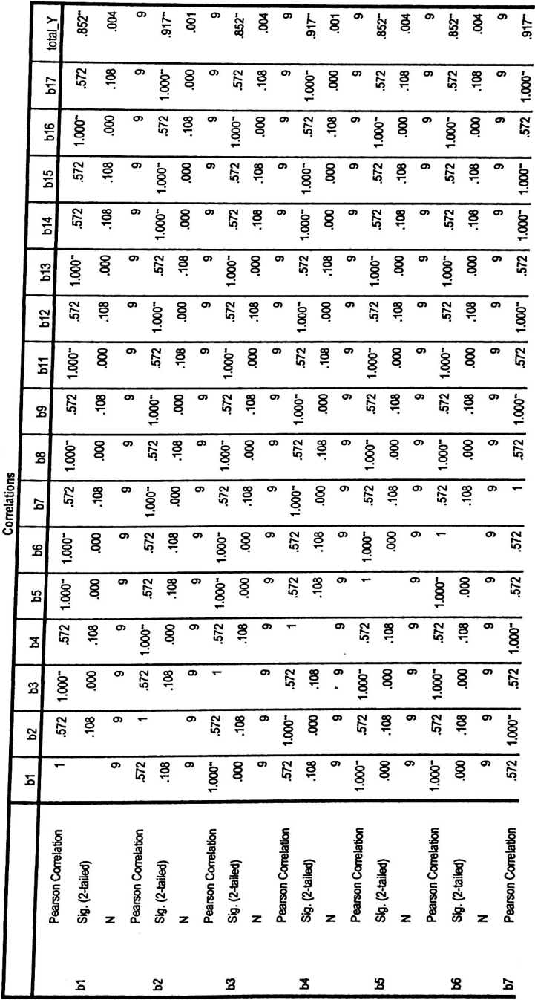 Correlations
b1 b2 b3 b4 b5 b6 b7 b8 b9 b11 b12 b13 b14 b15 b16 b17 total_Y
Pearson Correlation 1 .572 1.000** .572 1.000** 1.000** .572 1.000** .572 1.000** .572 1.000** .572 .572 1.000** .572 .852**
b1 Sig. (2-tailed) .108 .000 .108 .000 .000 .108 .000 .108 .000 .108 .000 .108 .108 .000 .108 .004
N 9 9 9 9 9 9 9 9 9 9 9 9 9 9 9 9 9
Pearson Correlation .572 1 .572 1.000** .572 .572 1.000** .572 1.000** .572 1.000** .572 1.000** 1.000** .572 1.000** .917**
b2 Sig. (2-tailed) .108 .108 .000 .108 .108 .000 .108 .000 .108 .000 .108 .000 .000 .108 .000 .001
N 9 9 9 9 9 9 9 9 9 9 9 9 9 9 9 9 9
Pearson Correlation 1.000** .572 1 .572 1.000** 1.000** .572 1.000** .572 1.000** .572 1.000** .572 .572 1.000** .572 .852**
b3 Sig. (2-tailed) .000 .108 .108 .000 .000 .108 .000 .108 .000 .108 .000 .108 .108 .000 .108 .004
N 9 9 9 9 9 9 9 9 9 9 9 9 9 9 9 9 9
Pearson Correlation .572 1.000** .572 1 .572 .572 1.000** .572 1.000** .572 1.000** .572 1.000** 1.000** .572 1.000** .917**
b4 Sig. (2-tailed) .108 .000 .108 .108 .108 .000 .108 .000 .108 .000 .108 .000 .000 .108 .000 .001
N 9 9 9 9 9 9 9 9 9 9 9 9 9 9 9 9 9
Pearson Correlation 1.000** .572 1.000** .572 1 1.000** .572 1.000** .572 1.000** .572 1.000** .572 .572 1.000** .572 .852**
b5 Sig. (2-tailed) .000 .108 .000 .108 .000 .108 .000 .108 .000 .108 .000 .108 .108 .000 .108 .004
N 9 9 9 9 9 9 9 9 9 9 9 9 9 9 9 9 9
Pearson Correlation 1.000** .572 1.000** .572 1.000** 1 .572 1.000** .572 1.000** .572 1.000** .572 .572 1.000** .572 .852**
b6 Sig. (2-tailed) .000 .108 .000 .108 .000 .108 .000 .108 .000 .108 .000 .108 .108 .000 .108 .004
N 9 9 9 9 9 9 9 9 9 9 9 9 9 9 9 9 9
b7 Pearson Correlation .572 1.000** .572 1.000** .572 .572 1 .572 1.000** .572 1.000** .572 1.000** 1.000** .572 1.000** .917**